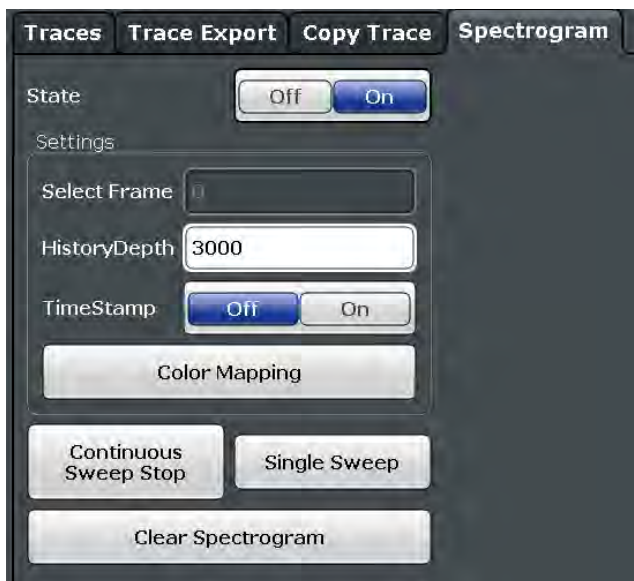 Traces Trace Export Copy Trace Spectrogram
State Off On
Settings
Select Frame 0
HistoryDepth 3000
TimeStamp Off On
Color Mapping
Continuous
Sweep Stop
Single Sweep
Clear Spectrogram